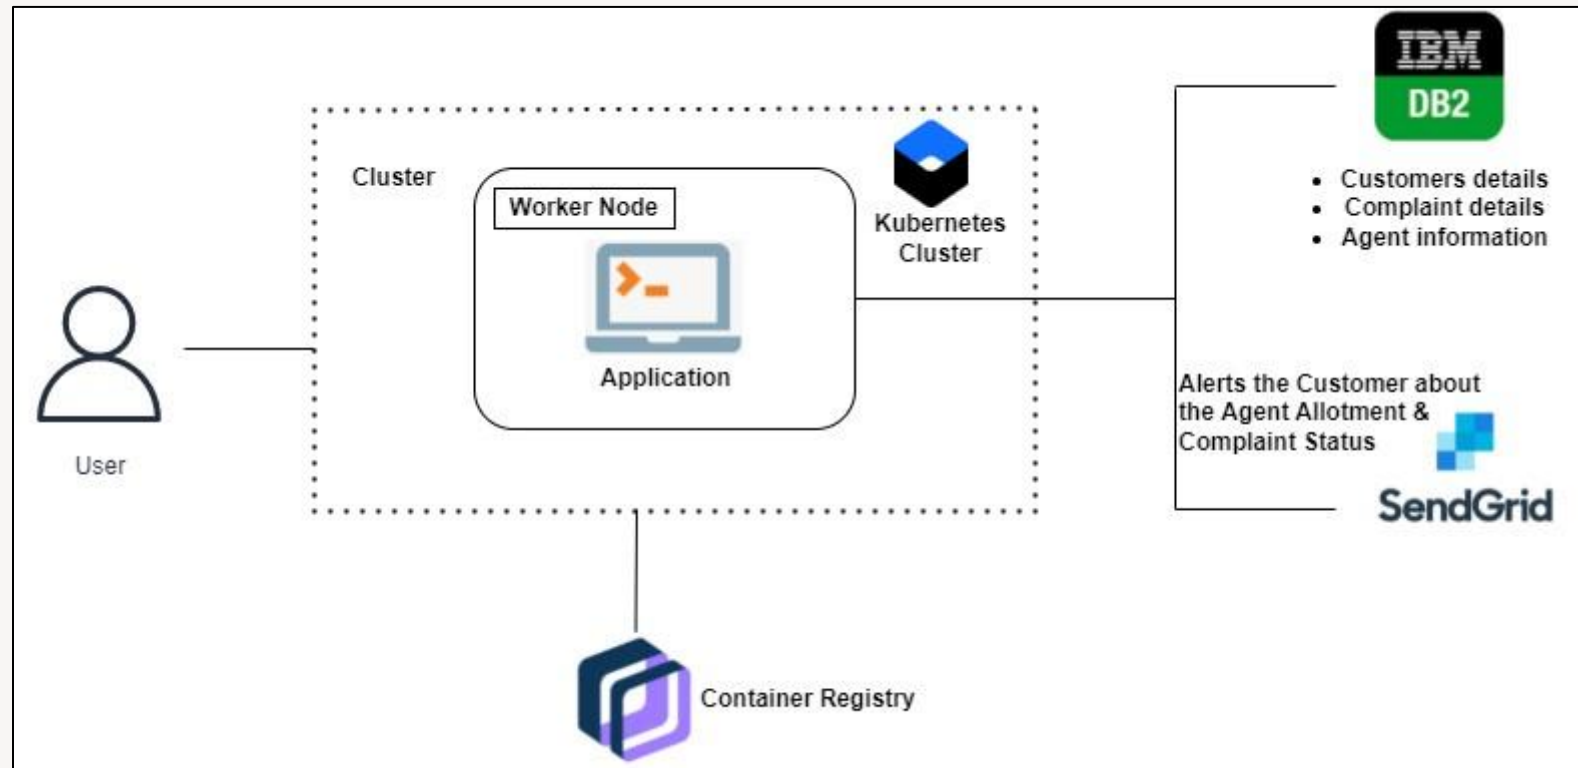 IBM
DB2
Cluster
Worker Node
Kubernetes
Cluster
• Customers details
• Complaint details
• Agent information
Application
User
Alerts the Customer about
the Agent Allotment &
Complaint Status
SendGrid
Container Registry